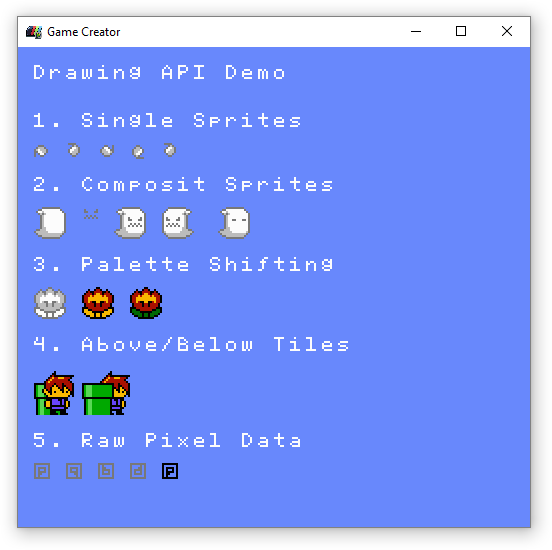 Game Creator
Drawing API Demo
1. Single Sprites
2. Composit Sprites
3. Palette Shifting
4. Above/Below Tiles
5. Raw Pixel Data
p q b d p